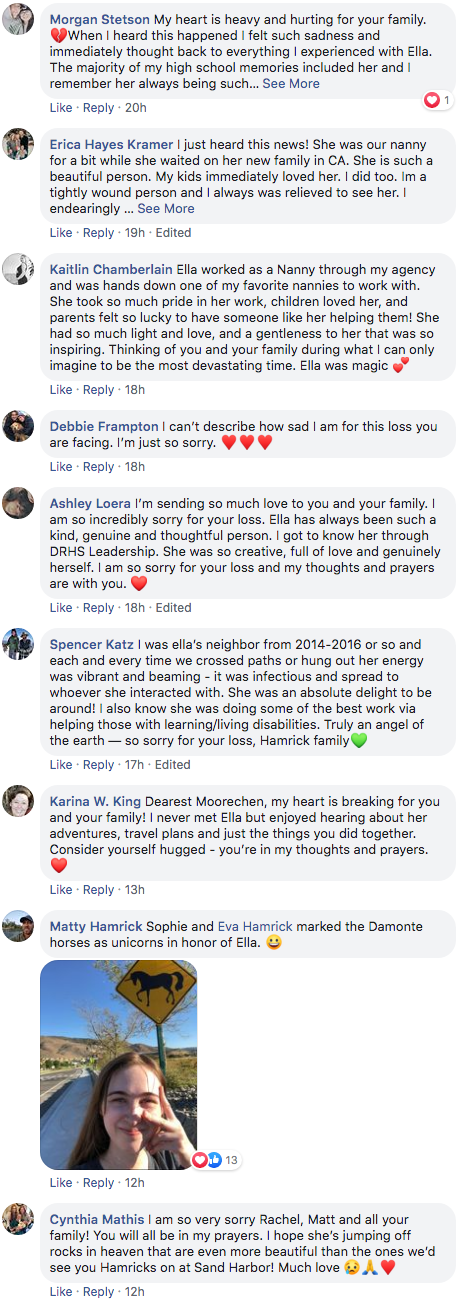 Morgan Stetson My heart is heavy and hurting for your family.
💔When I heard this happened I felt such sadness and
immediately thought back to everything I experienced with Ella.
The majority of my high school memories included her and I
remember her always being such... See More
1
Like · Reply · 20h
Erica Hayes Kramer I just heard this news! She was our nanny
for a bit while she waited on her new family in CA. She is such a
beautiful person. My kids immediately loved her. I did too. Im a
tightly wound person and I always was relieved to see her. I
endearingly ... See More
Like · Reply · 19h · Edited
Kaitlin Chamberlain Ella worked as a Nanny through my agency
and was hands down one of my favorite nannies to work with.
She took so much pride in her work, children loved her, and
parents felt so lucky to have someone like her helping them! She
had so much light and love, and a gentleness to her that was so
inspiring. Thinking of you and your family during what I can only
imagine to be the most devastating time. Ella was magic 💕
Like · Reply · 18h
Debbie Frampton I can't describe how sad I am for this loss you
are facing. I'm just so sorry. ❤️❤️❤️
Like · Reply · 18h
Ashley Loera I'm sending so much love to you and your family. I
am so incredibly sorry for your loss. Ella has always been such a
kind, genuine and thoughtful person. I got to know her through
DRHS Leadership. She was so creative, full of love and genuinely
herself. I am so sorry for your loss and my thoughts and prayers
are with you. ❤️
Like · Reply · 18h · Edited
Spencer Katz I was ella's neighbor from 2014-2016 or so and
each and every time we crossed paths or hung out her energy
was vibrant and beaming - it was infectious and spread to
whoever she interacted with. She was an absolute delight to be
around! I also know she was doing some of the best work via
helping those with learning/living disabilities. Truly an angel of
the earth — so sorry for your loss, Hamrick family💚
Like · Reply · 17h · Edited
Karina W. King Dearest Moorechen, my heart is breaking for you
and your family! I never met Ella but enjoyed hearing about her
adventures, travel plans and just the things you did together.
Consider yourself hugged - you're in my thoughts and prayers.
❤️
Like · Reply · 13h
Matty Hamrick Sophie and Eva Hamrick marked the Damonte
horses as unicorns in honor of Ella. 😀
13
Like · Reply · 12h
Cynthia Mathis I am so very sorry Rachel, Matt and all your
family! You will all be in my prayers. I hope she's jumping off
rocks in heaven that are even more beautiful than the ones we'd
see you Hamricks on at Sand Harbor! Much love 😥🙏❤️
Like · Reply · 12h